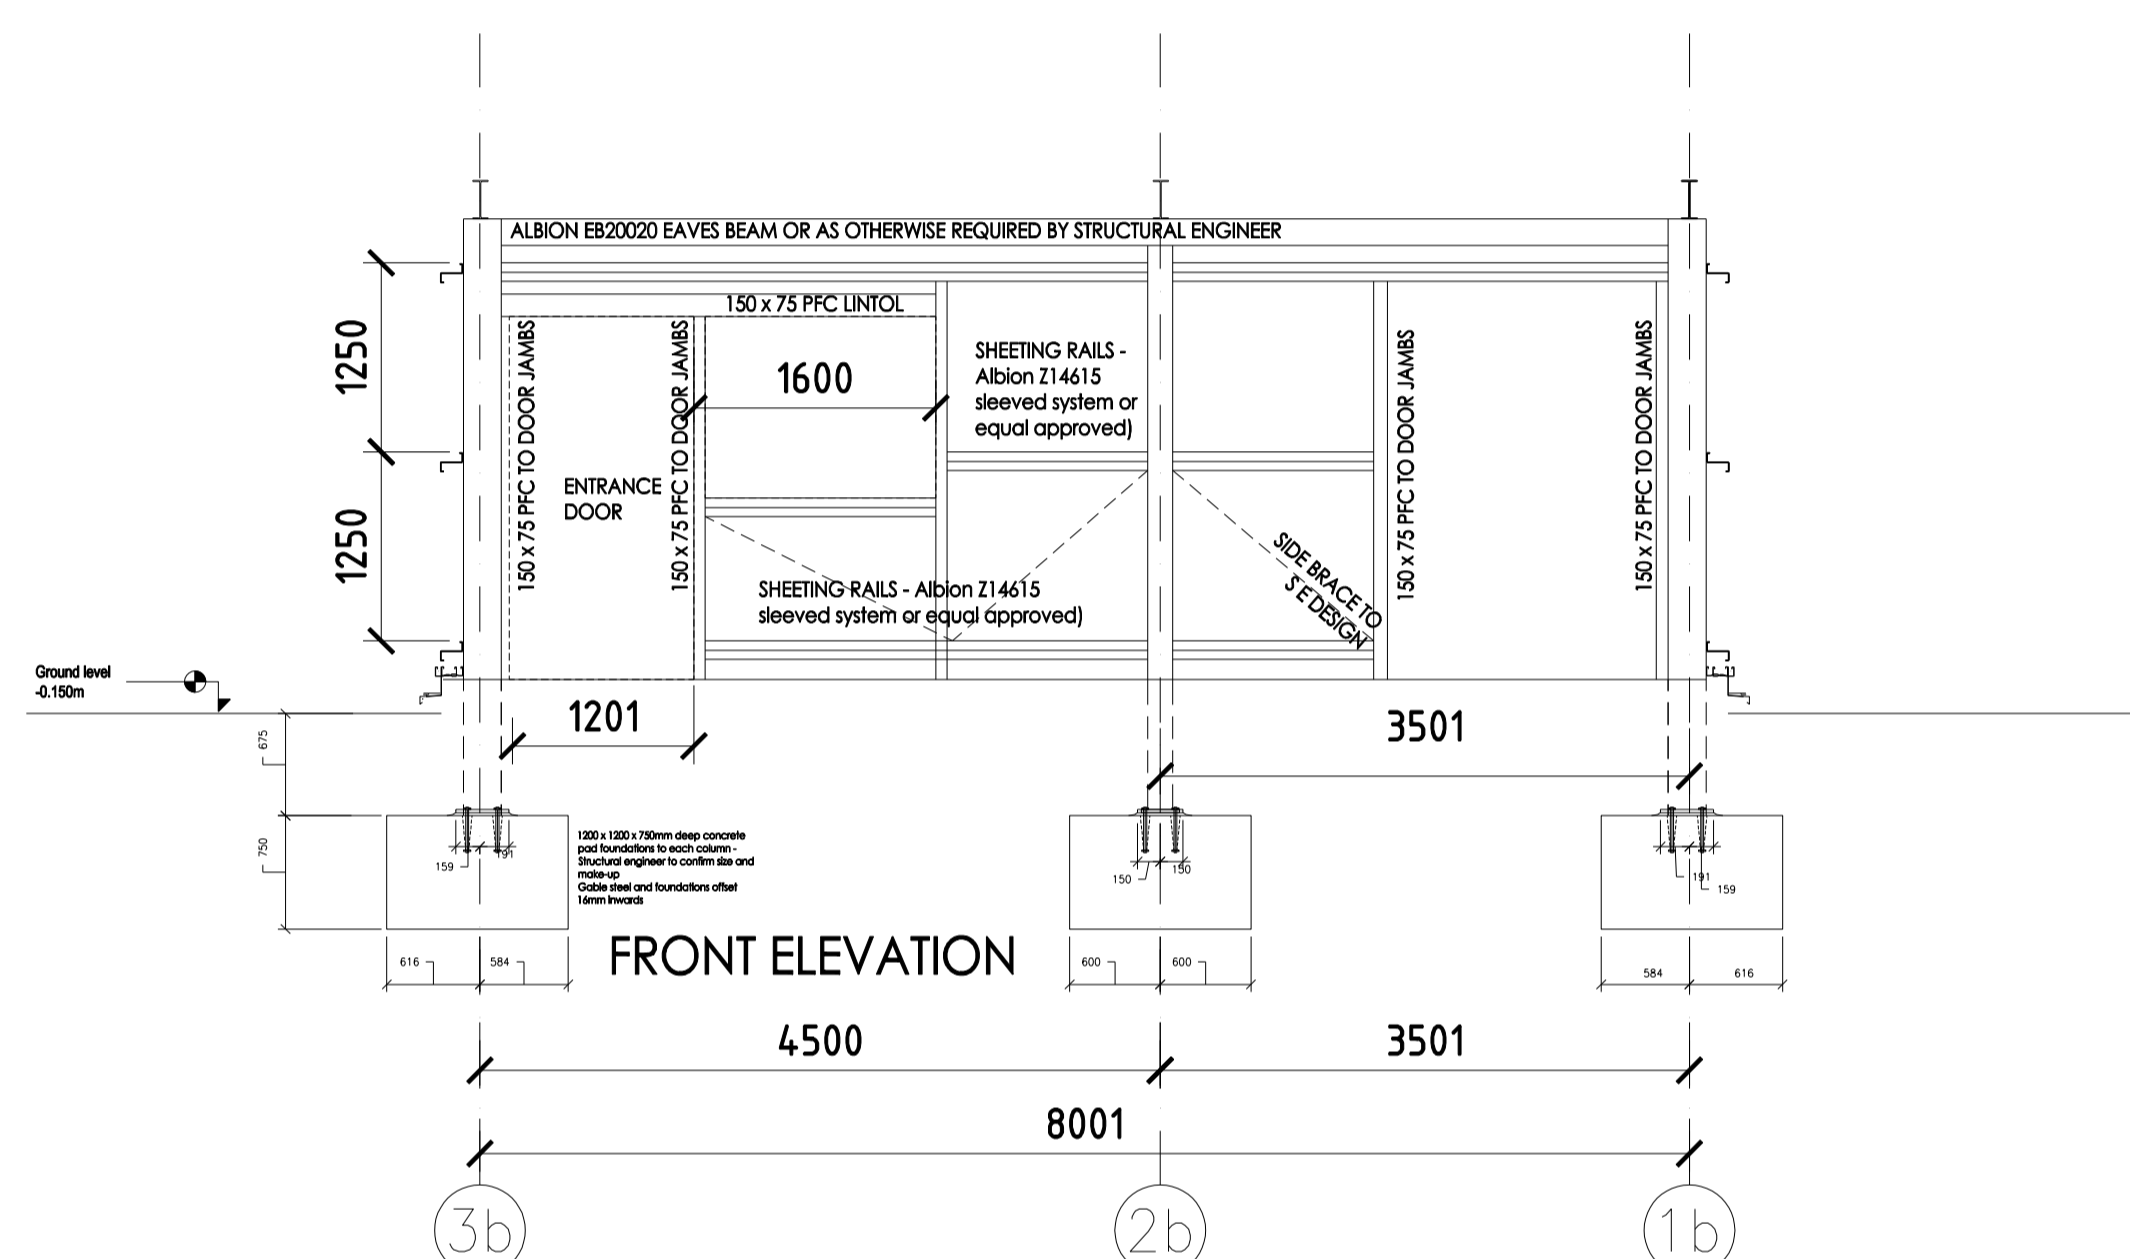 ALBION EB20020 EAVES BEAM OR AS OTHERWISE REQUIRED BY STRUCTURAL ENGINEER
150 x 75 PFC LINTOL
1250
1250
150 x 75 PFC TO DOOR JAMBS
ENTRANCE
DOOR
150 x 75 PFC TO DOOR JAMBS
1600
SHEETING RAILS -
Albion Z14615
sleeved system or
equal approved)
SHEETING RAILS - Albion Z14615
sleeved system or equal approved)
SIDE BRACE TO
S E DESIGN
150 x 75 PFC TO DOOR JAMBS
150 x 75 PFC TO DOOR JAMBS
Ground level
-0.150m
1201
3501
675
750
159
191
1200 x 1200 x 750mm deep concrete
pad foundations to each column -
Structural engineer to confirm size and
make-up
Gable steel and foundations offset
16mm inwards
150
150
191
159
FRONT ELEVATION
616
584
600
600
584
616
4500
3501
8001
3b
2b
1b